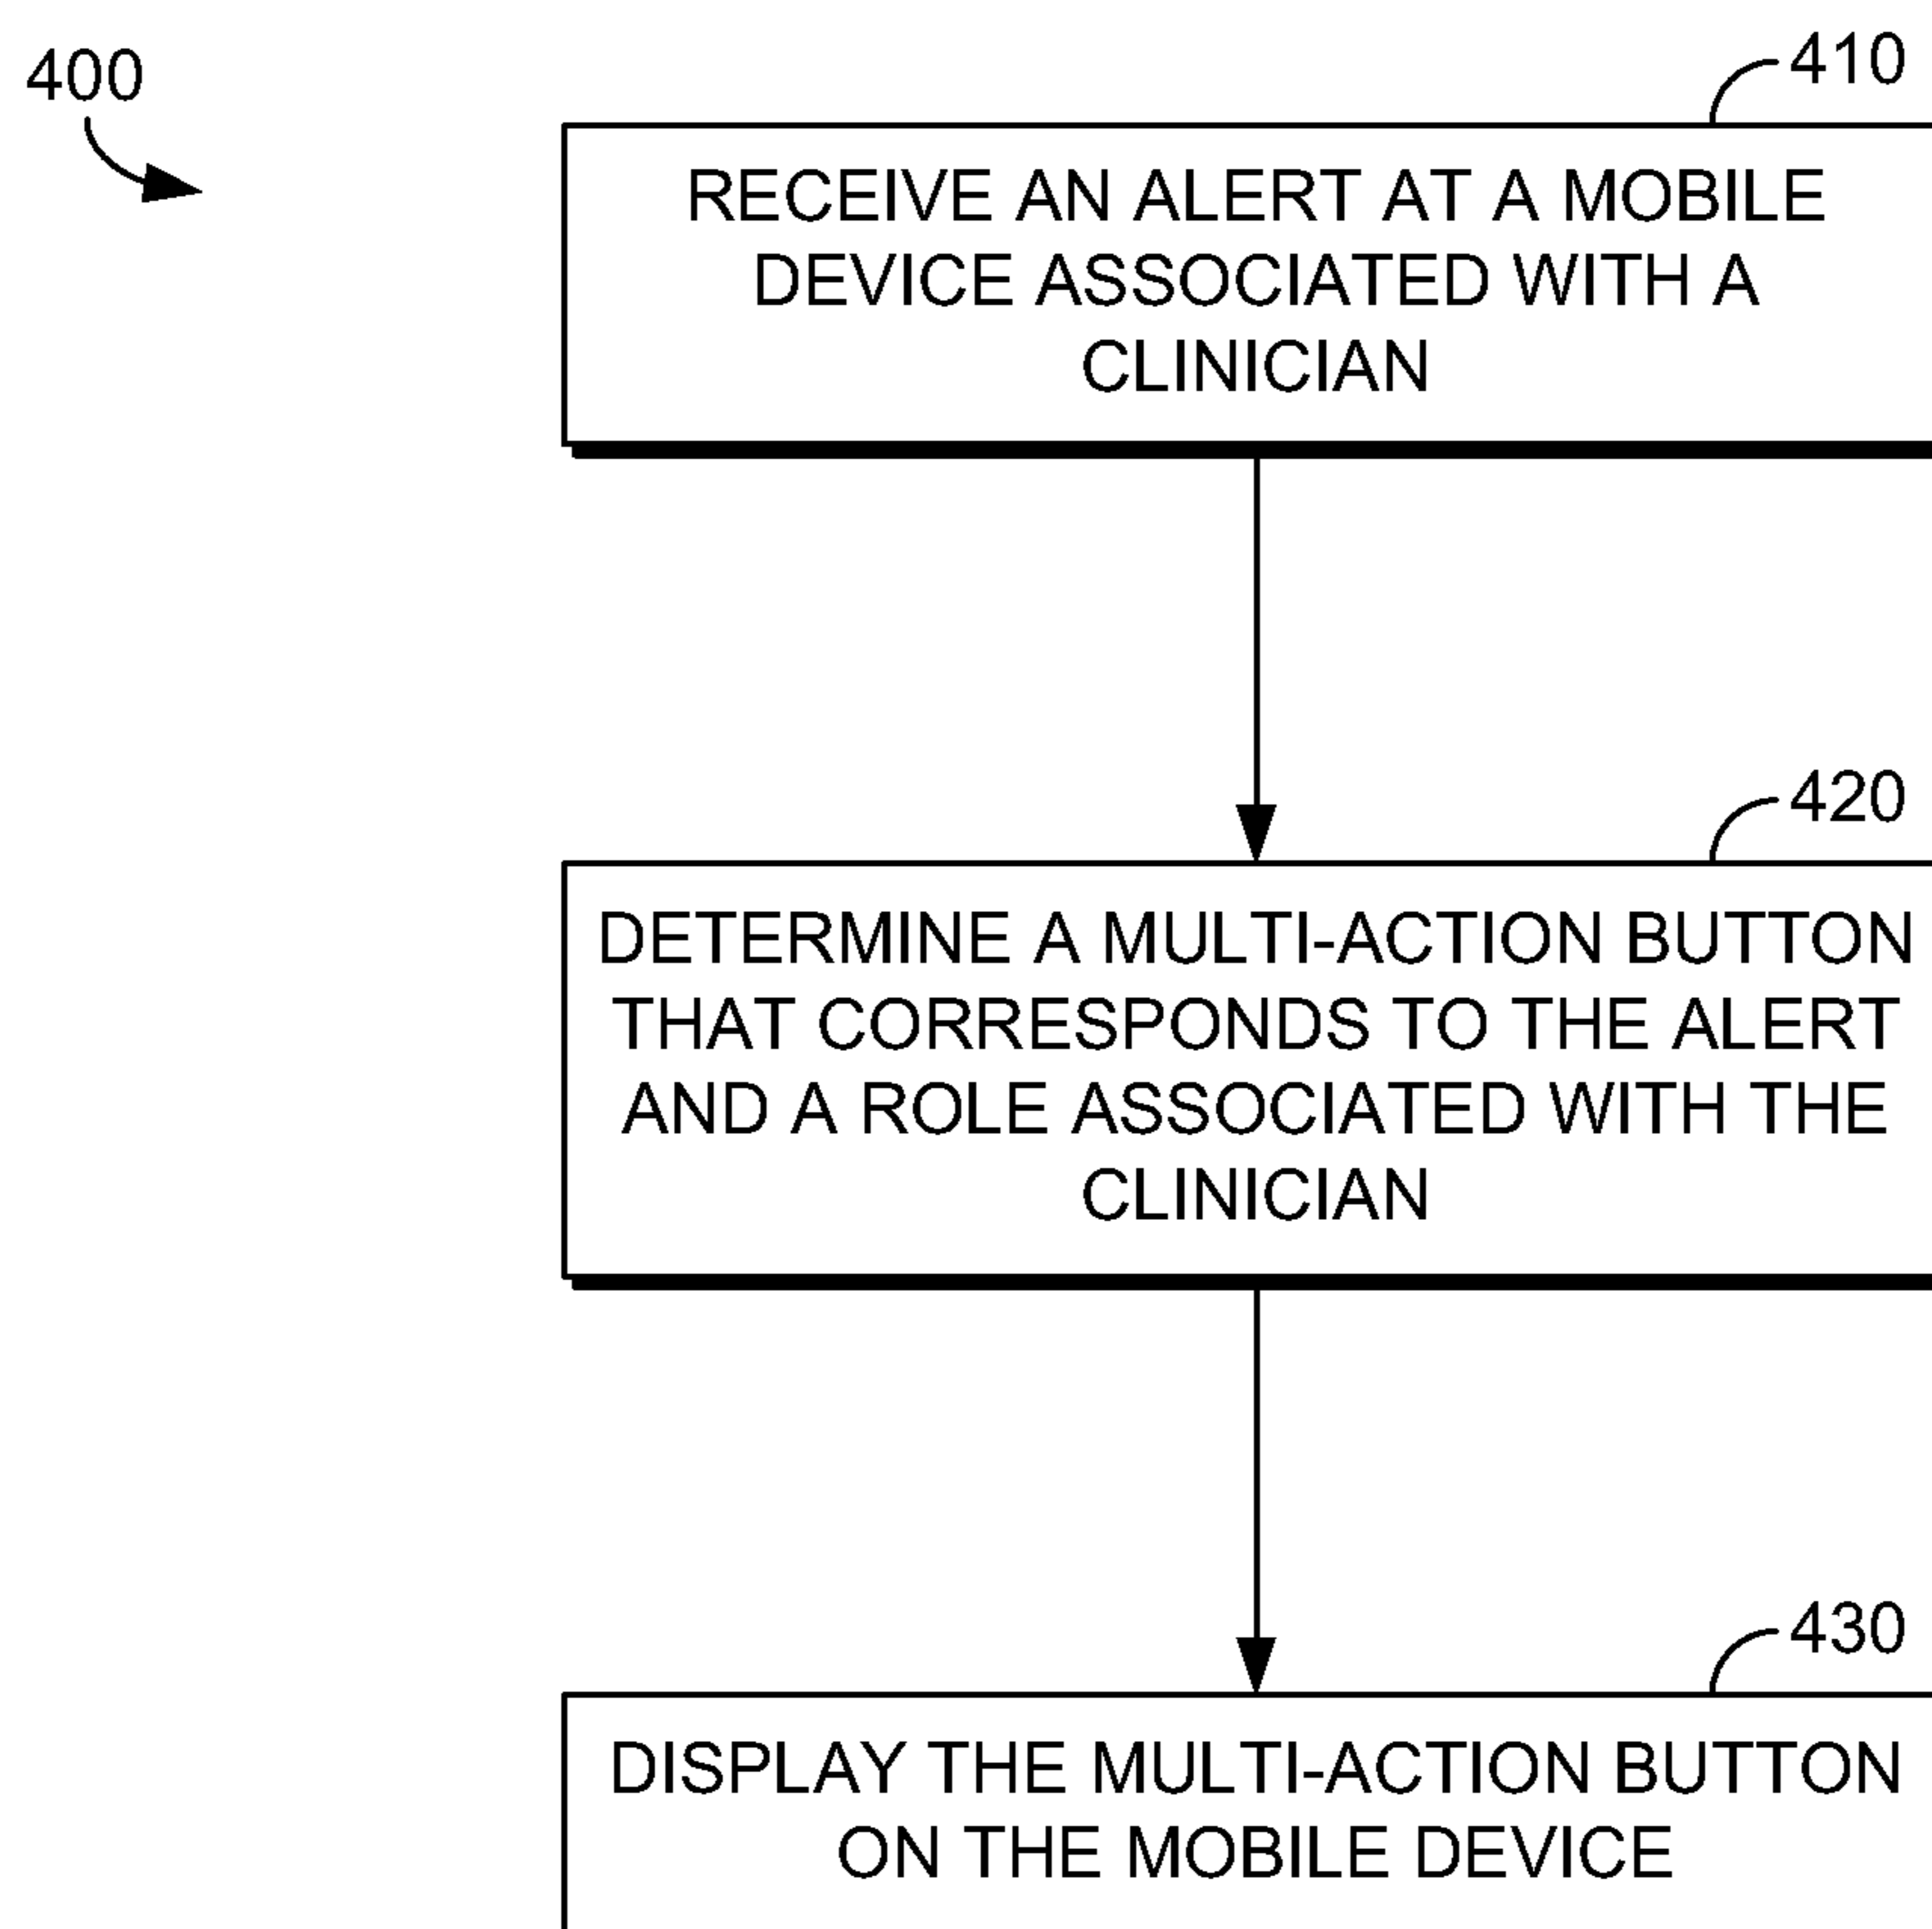 400
410
RECEIVE AN ALERT AT A MOBILE
DEVICE ASSOCIATED WITH A
CLINICIAN
420
DETERMINE A MULTI-ACTION BUTTON
THAT CORRESPONDS TO THE ALERT
AND A ROLE ASSOCIATED WITH THE
CLINICIAN
430
DISPLAY THE MULTI-ACTION BUTTON
ON THE MOBILE DEVICE